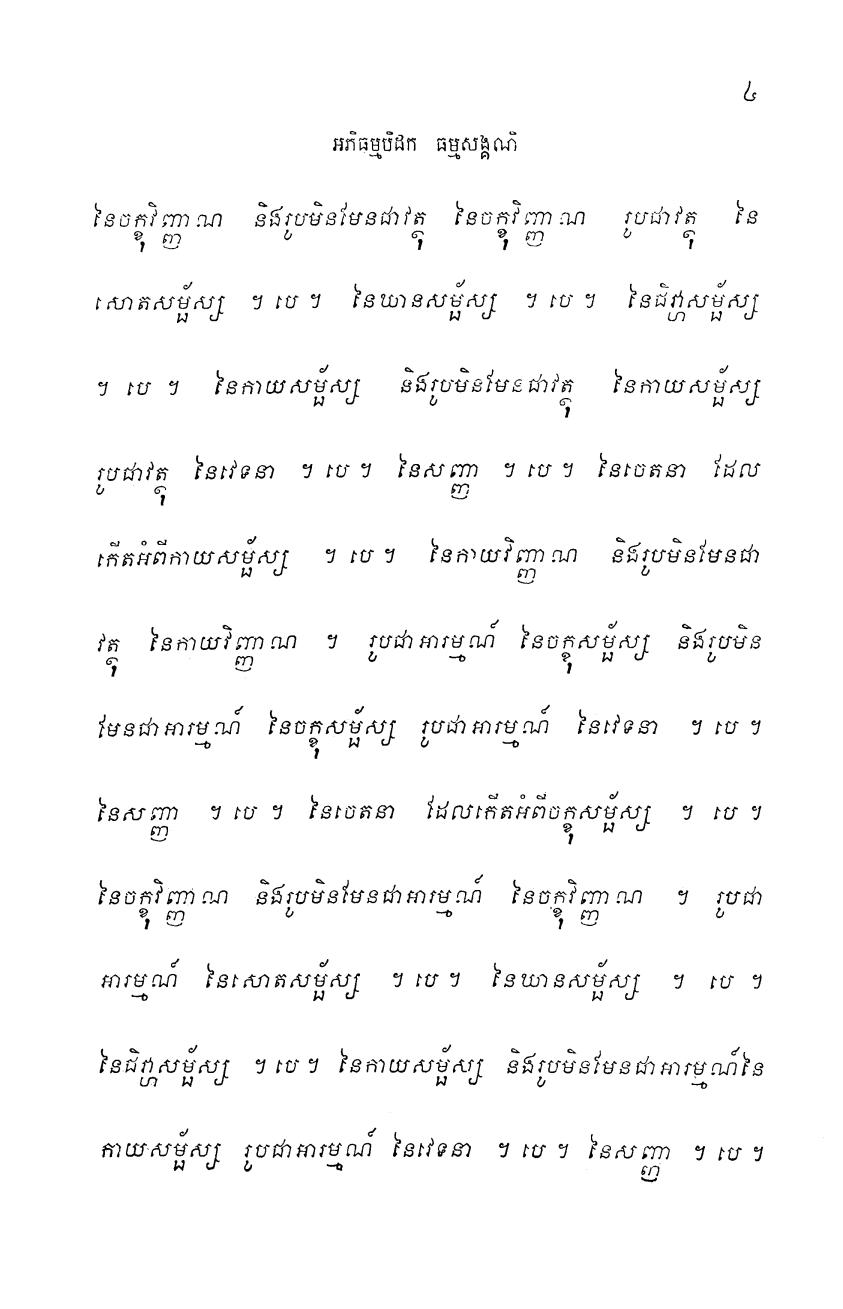 ៤
អភិធម្មបិដក ធម្មសង្គណិ
នៃចក្ខុវិញ្ញាណ និងរូបមិនមែនជាវត្ថុ នៃចក្ខុវិញ្ញាណ រូបជាវត្ថុ នៃ
សោតសម្ផ័ស្ស ។ បេ ។ នៃឃានសម្ផ័ស្ស ។ បេ ។ នៃជិវ្ហាសម្ផ័ស្ស
។ បេ ។ នៃកាយសម្ផ័ស្ស និងរូបមិនមែនជាវត្ថុ នៃកាយសម្ផ័ស្ស
រូបជាវត្ថុ នៃវេទនា ។ បេ ។ នៃសញ្ញា ។ បេ ។ នៃចេតនា ដែល
កើតអំពីកាយសម្ផ័ស្ស ។ បេ ។ នៃកាយវិញ្ញាណ និងរូបមិនមែនជា
វត្ថុ នៃកាយវិញ្ញាណ ។ រូបជាអារម្មណ៍ នៃចក្ខុសម្ផ័ស្ស និងរូបមិន
មែនជាអារម្មណ៍ នៃចក្ខុសម្ផ័ស្ស រូបជាអារម្មណ៍ នៃវេទនា ។ បេ ។
នៃសញ្ញា ។ បេ ។ នៃចេតនា ដែលកើតអំពីចក្ខុសម្ផ័ស្ស ។ បេ ។
នៃចក្ខុវិញ្ញាណ និងរូបមិនមែនជាអារម្មណ៍ នៃចក្ខុវិញ្ញាណ ។ រូបជា
អារម្មណ៍ នៃសោតសម្ផ័ស្ស ។ បេ ។ នៃឃានសម្ផ័ស្ស ។ បេ ។
នៃជិវ្ហាសម្ផ័ស្ស ។ បេ ។ នៃកាយសម្ផ័ស្ស និងរូបមិនមែនជាអារម្មណ៍នៃ
កាយសម្ផ័ស្ស រូបជាអារម្មណ៍ នៃវេទនា ។ បេ ។ នៃសញ្ញា ។ បេ ។